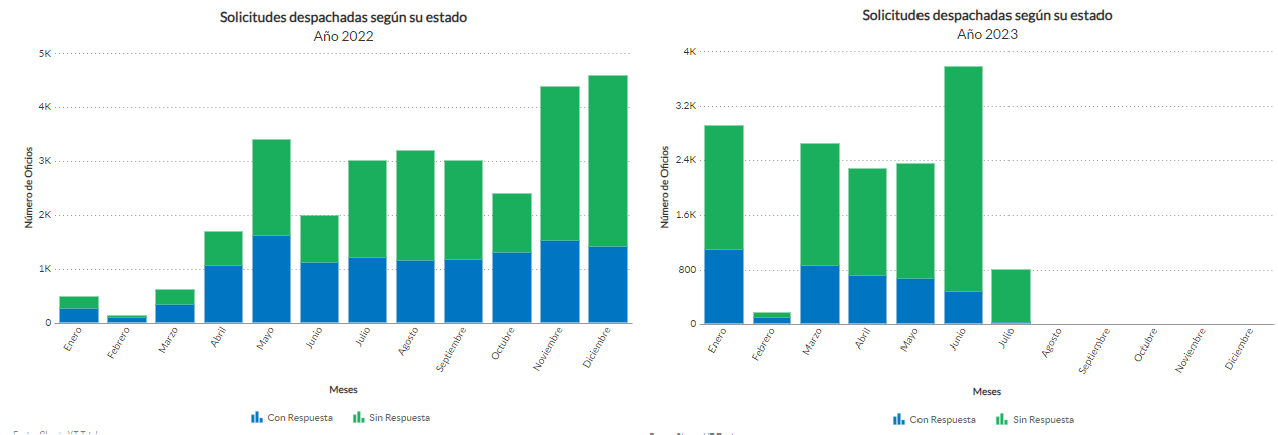 Solicitudes despachadas según su estado
Año 2022
5K
4K
3K
2K
1K
0
Número de Oficios
Enero
Febrero
Marzo
Abril
Mayo
Junio
Julio
Agosto
Septiembre
Octubre
Noviembre
Diciembre
Meses
Con Respuesta
Sin Respuesta
Solicitudes despachadas según su estado
Año 2023
4K
3.2K
2.4K
1.6K
800
0
Número de Oficios
Enero
Febrero
Marzo
Abril
Mayo
Junio
Julio
Agosto
Septiembre
Octubre
Noviembre
Diciembre
Meses
Con Respuesta
Sin Respuesta